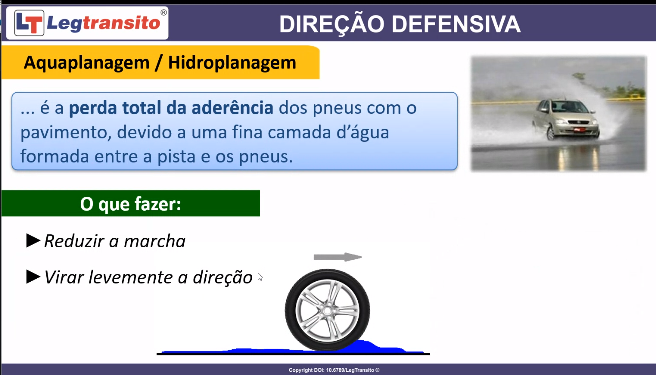 LT Legtransito®
DIREÇÃO DEFENSIVA
Aquaplanagem / Hidroplanagem
... é a perda total da aderência dos pneus com o
pavimento, devido a uma fina camada d'água
formada entre a pista e os pneus.
O que fazer:
►Reduzir a marcha
►Virar levemente a direção
Copyright DOI: 10.6789/LegTransito ®